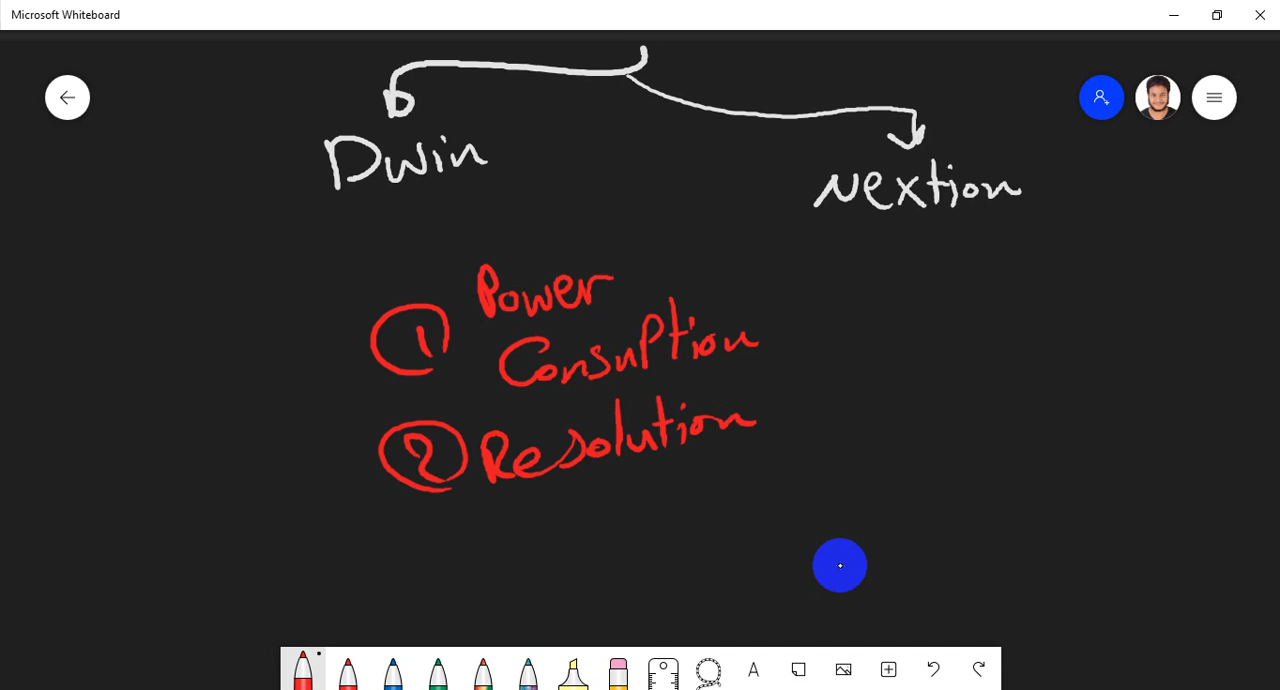 Microsoft Whiteboard
Dwin
Nextion
1 Power
Consuption
2 Resolution
A